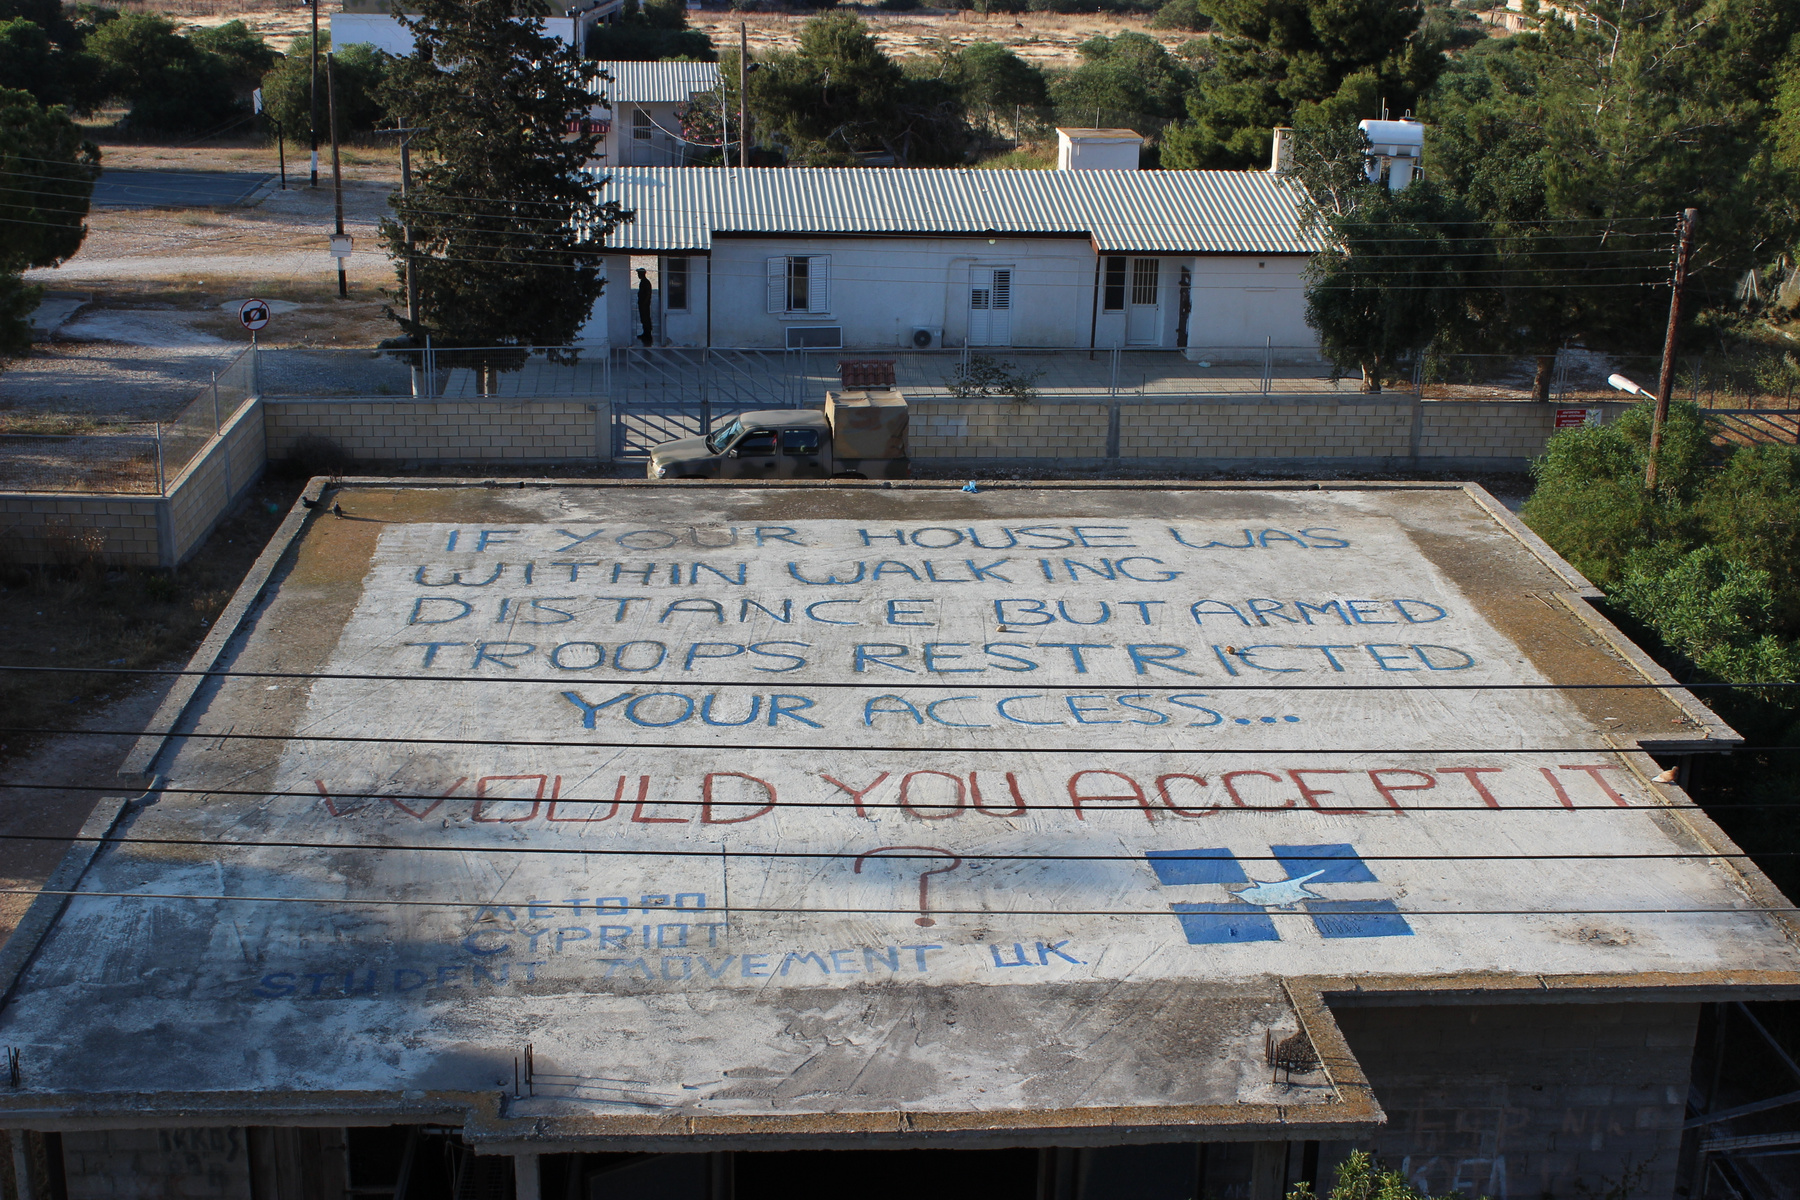 IF YOUR HOUSE WAS
WITHIN WALKING
DISTANCE BUT ARMED
TROOPS RESTRICTED
YOUR ACCESS...
WOULD YOU ACCEPT IT
?
METOPO
CYPRIOT
STUDENT MOVEMENT U.K.